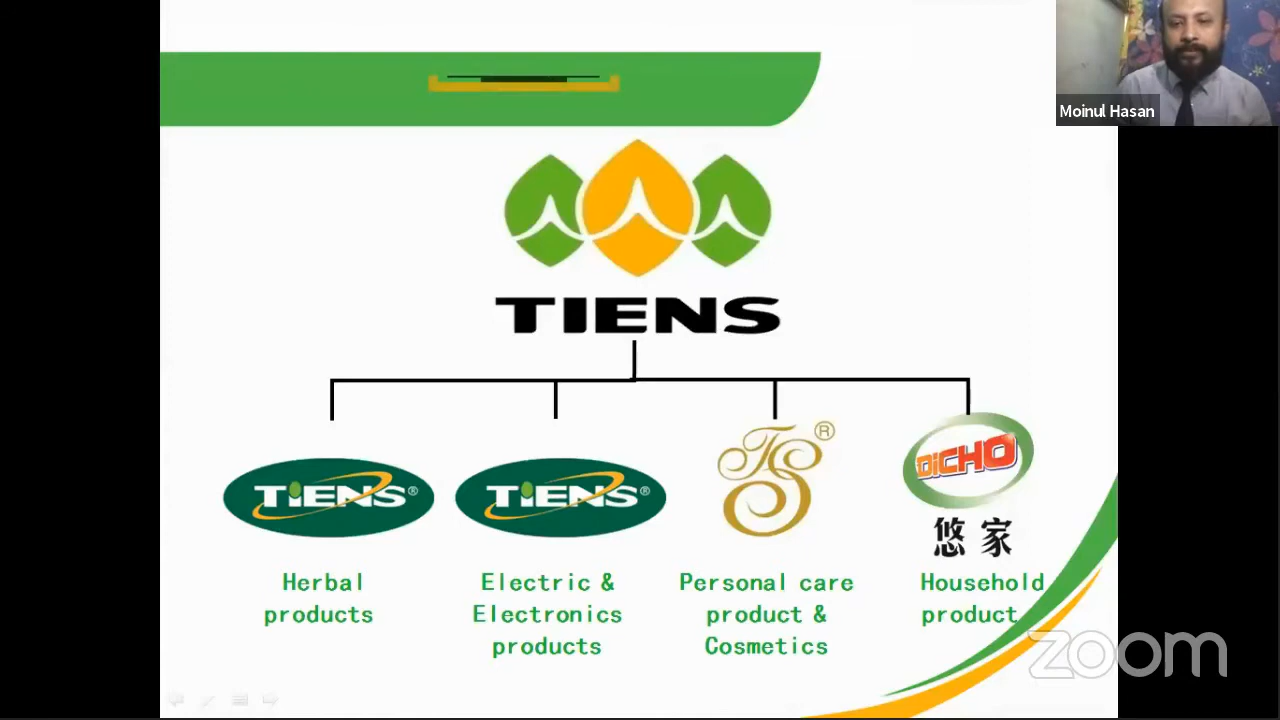 Moinul Hasan
TIENS
TIENS®
TIENS®
TS®
DiCHO
悠家
Herbal
products
Electric &
Electronics
products
Personal care
product &
Cosmetics
Household
product
zoom